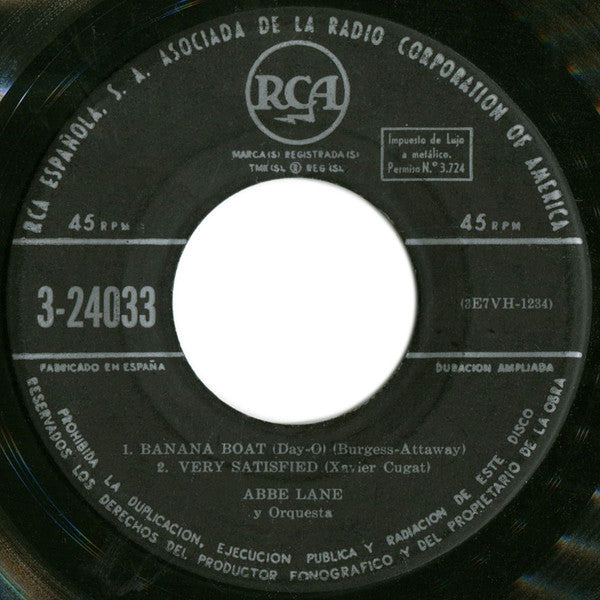 RCA ESPAÑOLA, S. A. ASOCIADA DE LA RADIO CORPORATION OF AMERICA
RCA
MARCA(S) REGISTRADA(S)
TMK(S). ® REG(S).
Impuesto de Lujo
a metálico.
Permiso N.º 3.724
45 RPM
45 RPM
3-24033
(3E7VH-1234)
FABRICADO EN ESPAÑA
DURACION AMPLIADA
1. BANANA BOAT (Day-O) (Burgess-Attaway)
2. VERY SATISFIED (Xavier Cugat)
ABBE LANE
y Orquesta
PROHIBIDA LA DUPLICACION, EJECUCION PUBLICA Y RADIACION DE ESTE DISCO
RESERVADOS LOS DERECHOS DEL PRODUCTOR FONOGRAFICO Y DEL PROPIETARIO DE LA OBRA